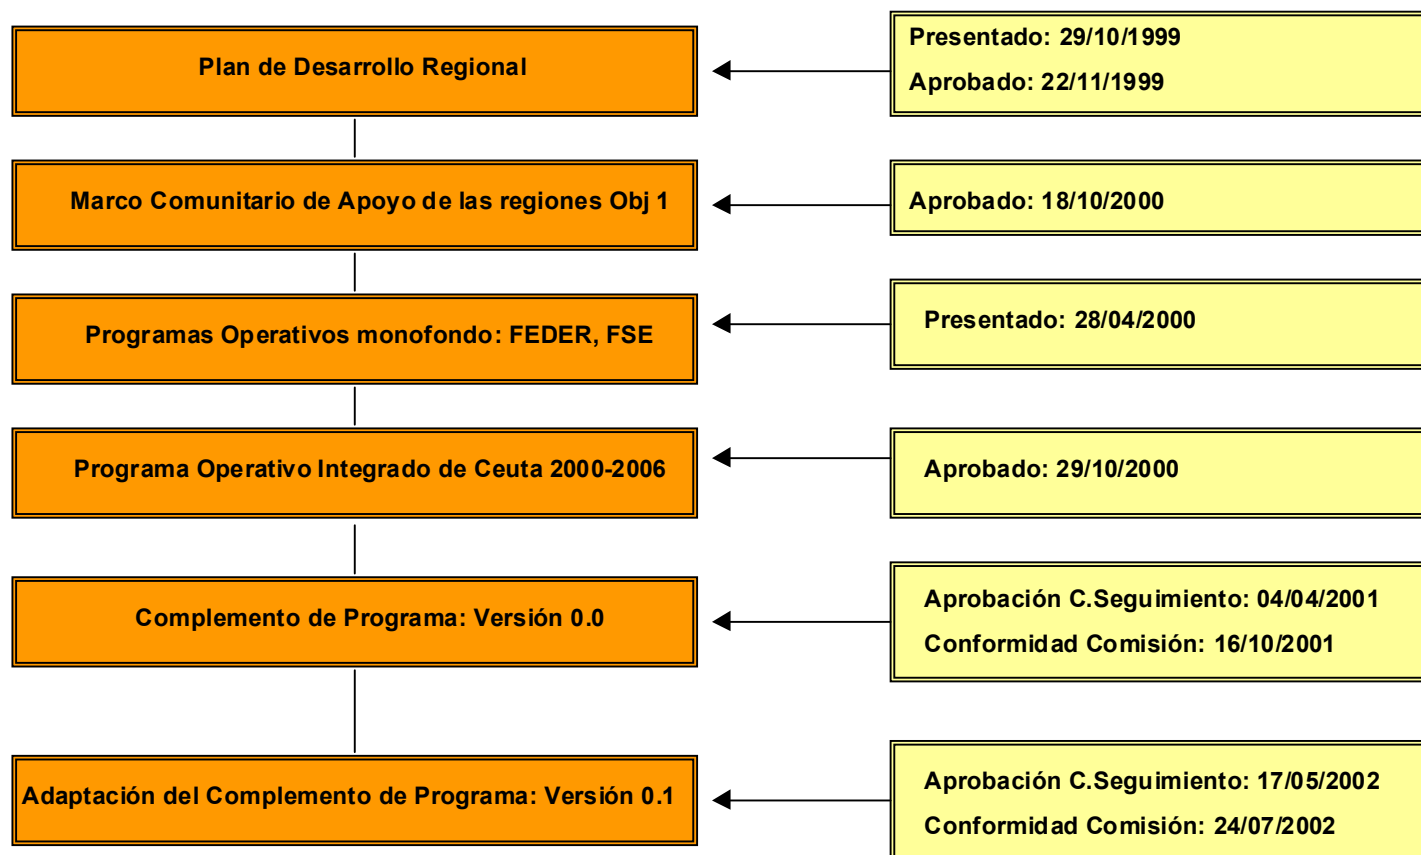 Plan de Desarrollo Regional
Presentado: 29/10/1999
Aprobado: 22/11/1999
Marco Comunitario de Apoyo de las regiones Obj 1
Aprobado: 18/10/2000
Programas Operativos monofondo: FEDER, FSE
Presentado: 28/04/2000
Programa Operativo Integrado de Ceuta 2000-2006
Aprobado: 29/10/2000
Complemento de Programa: Versión 0.0
Aprobación C.Seguimiento: 04/04/2001
Conformidad Comisión: 16/10/2001
Adaptación del Complemento de Programa: Versión 0.1
Aprobación C.Seguimiento: 17/05/2002
Conformidad Comisión: 24/07/2002